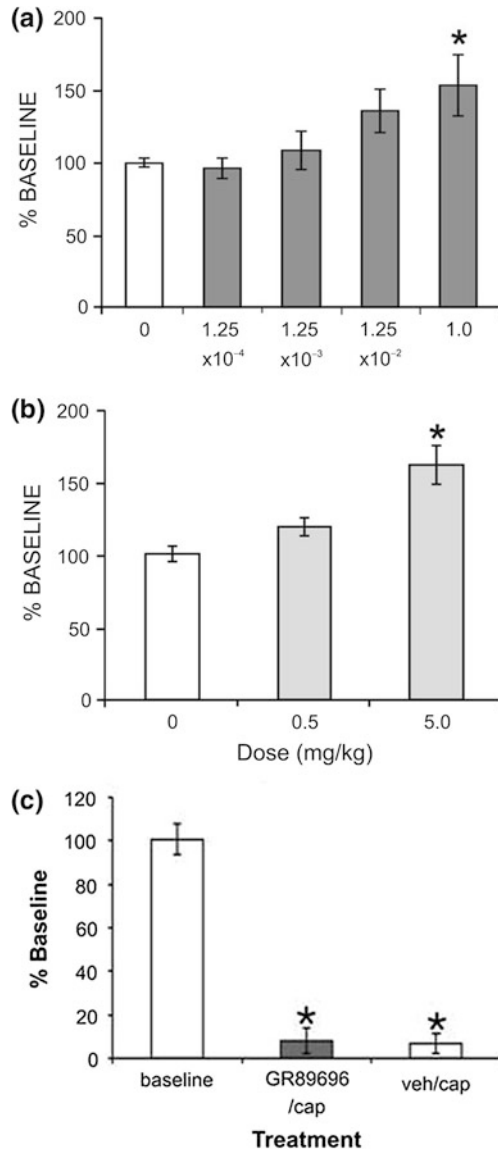 (a)
% BASELINE
200
150
100
50
0
*
0 1.25 1.25 1.25 1.0
x10⁻⁴ x10⁻³ x10⁻²
(b)
% BASELINE
200
150
100
50
0
*
0 0.5 5.0
Dose (mg/kg)
(c)
% Baseline
120
100
80
60
40
20
0
* *
baseline GR89696 veh/cap
/cap
Treatment